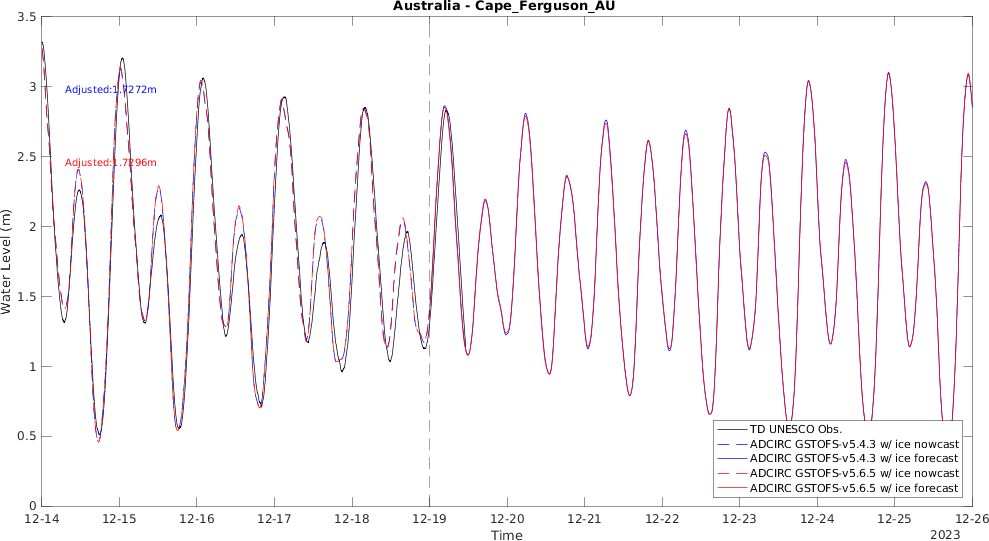 Australia - Cape_Ferguson_AU
3.5
3
2.5
2
1.5
1
0.5
0
Water Level (m)
Adjusted:1.7272m
Adjusted:1.7296m
TD UNESCO Obs.
ADCIRC GSTOFS-v5.4.3 w/ ice nowcast
ADCIRC GSTOFS-v5.4.3 w/ ice forecast
ADCIRC GSTOFS-v5.6.5 w/ ice nowcast
ADCIRC GSTOFS-v5.6.5 w/ ice forecast
12-14 12-15 12-16 12-17 12-18 12-19 12-20 12-21 12-22 12-23 12-24 12-25 12-26
Time 2023